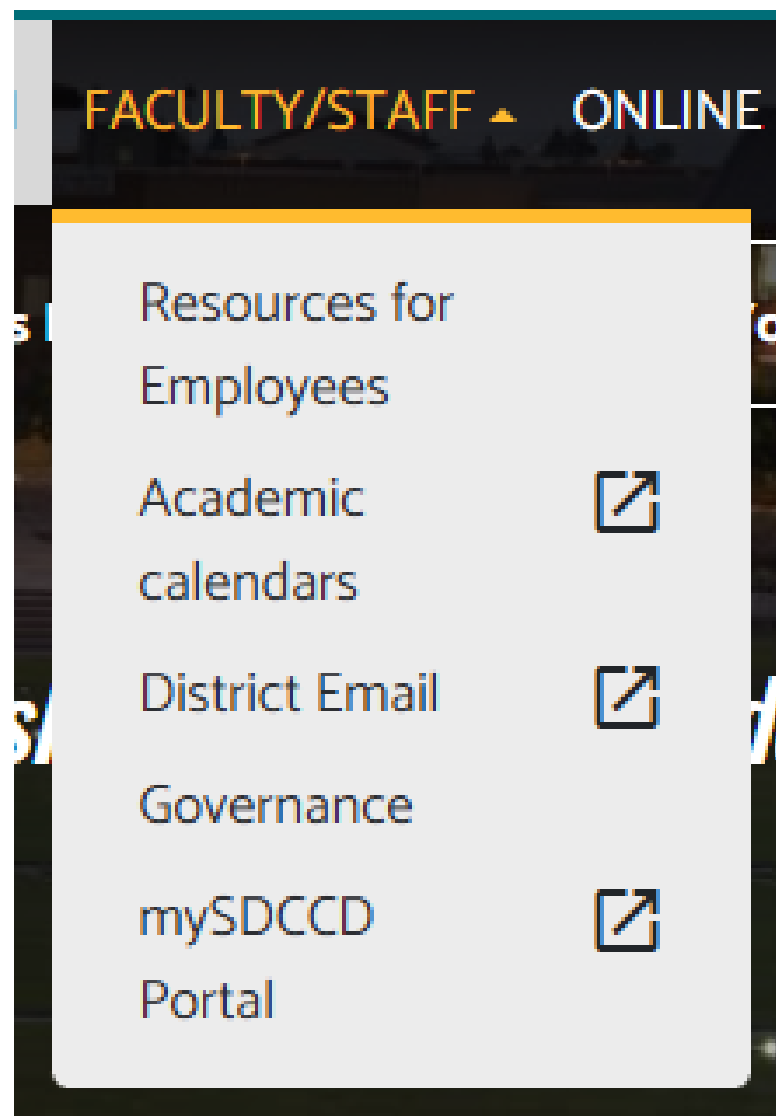 FACULTY/STAFF ONLINE
Resources for
Employees
Academic
calendars
District Email
Governance
mySDCCD
Portal